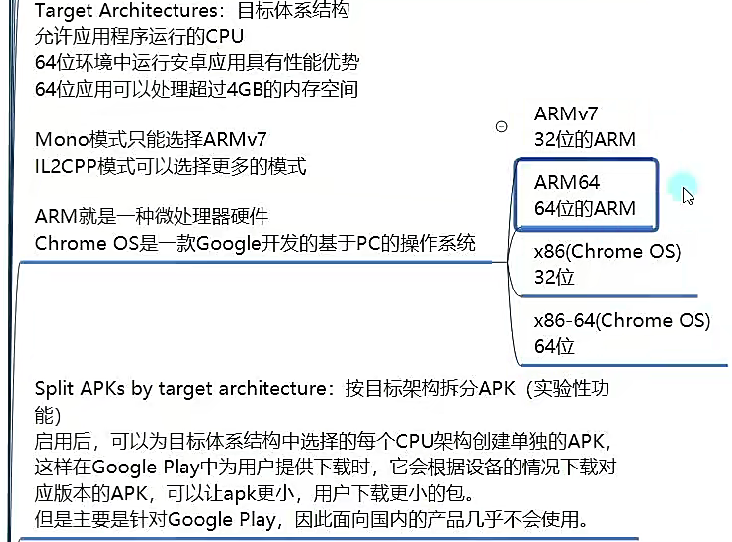 Target Architectures：目标体系结构
允许应用程序运行的CPU
64位环境中运行安卓应用具有性能优势
64位应用可以处理超过4GB的内存空间
Mono模式只能选择ARMv7
IL2CPP模式可以选择更多的模式
ARM就是一种微处理器硬件
Chrome OS是一款Google开发的基于PC的操作系统
ARMv7
32位的ARM
ARM64
64位的ARM
x86(Chrome OS)
32位
x86-64(Chrome OS)
64位
Split APKs by target architecture：按目标架构拆分APK（实验性功
能）
启用后，可以为目标体系结构中选择的每个CPU架构创建单独的APK，
这样在Google Play中为用户提供下载时，它会根据设备的情况下载对
应版本的APK，可以让apk更小，用户下载更小的包。
但是主要是针对Google Play，因此面向国内的产品几乎不会使用。